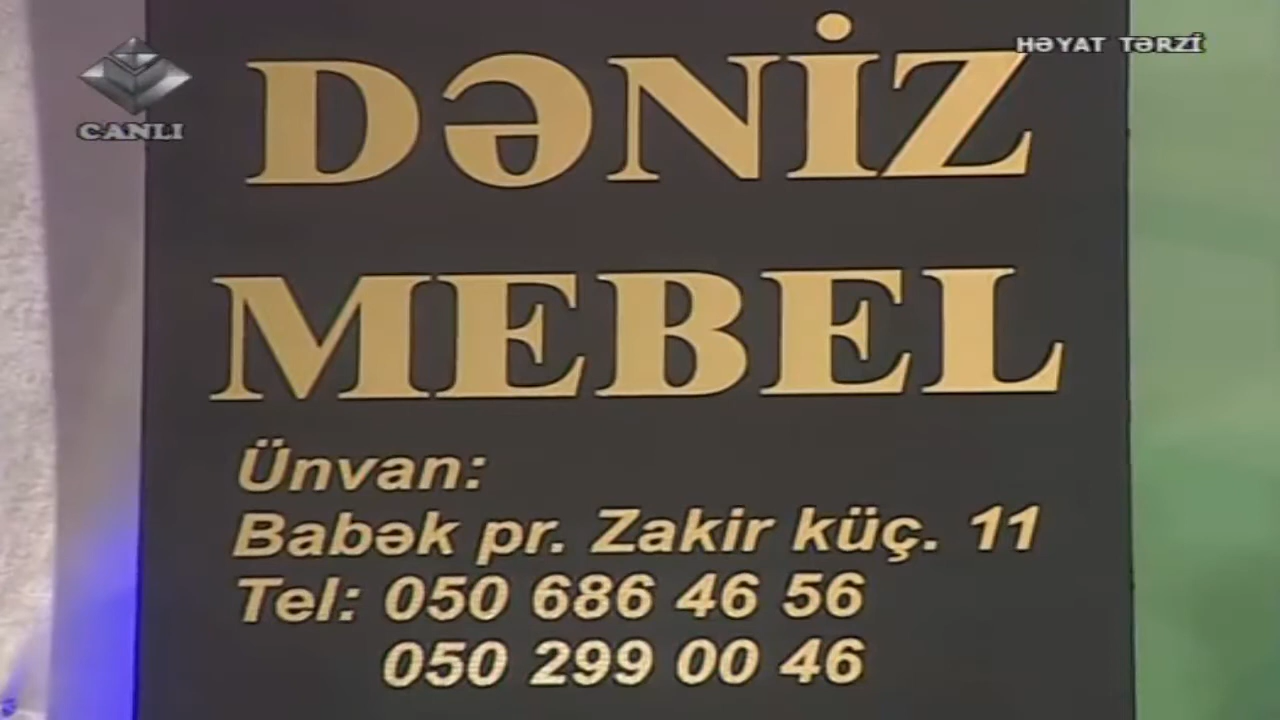 HƏYAT TƏRZİ
CANLI
DƏNİZ
MEBEL
Ünvan:
Babək pr. Zakir küç. 11
Tel: 050 686 46 56
050 299 00 46